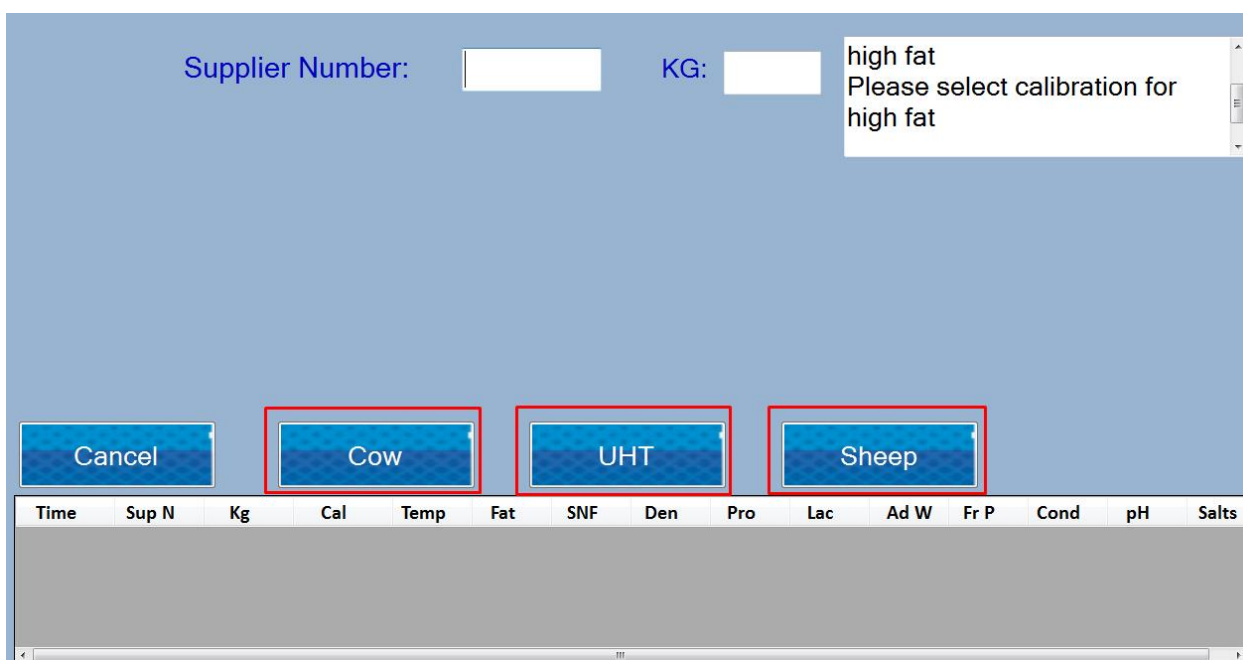 Supplier Number: KG:
high fat
Please select calibration for
high fat
Cancel Cow UHT Sheep
Time Sup N Kg Cal Temp Fat SNF Den Pro Lac Ad W Fr P Cond pH Salts